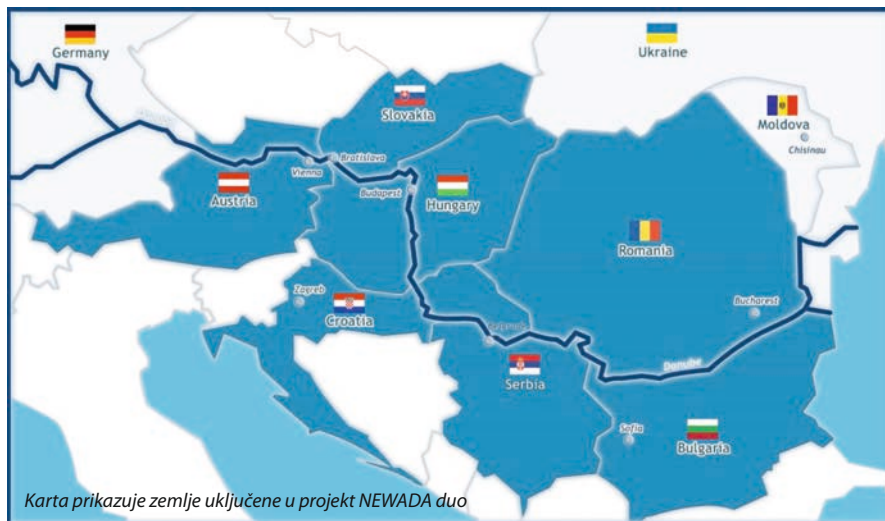 Germany
Ukraine
Slovakia
Moldova
Chisinau
Bratislava
Vienna
Budapest
Austria
Hungary
Romania
Zagreb
Croatia
Bucharest
Danube
Serbia
Sofia
Bulgaria
Karta prikazuje zemlje uključene u projekt NEWADA duo